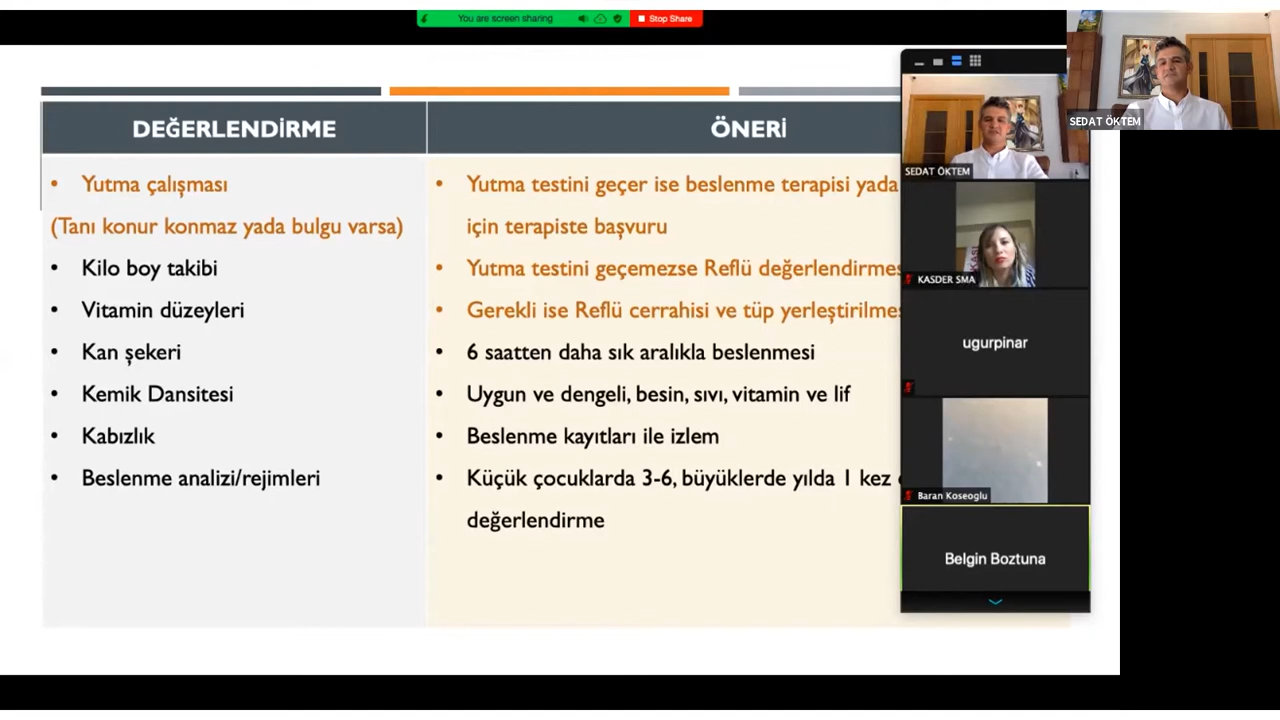 You are screen sharing
Stop Share
SEDAT ÖKTEM
DEĞERLENDİRME
ÖNERİ
• Yutma çalışması
(Tanı konur konmaz yada bulgu varsa)
• Kilo boy takibi
• Vitamin düzeyleri
• Kan şekeri
• Kemik Dansitesi
• Kabızlık
• Beslenme analizi/rejimleri
• Yutma testini geçer ise beslenme terapisi yada
için terapiste başvuru
• Yutma testini geçemezse Reflü değerlendirmes
• Gerekli ise Reflü cerrahisi ve tüp yerleştirilmes
• 6 saatten daha sık aralıkla beslenmesi
• Uygun ve dengeli, besin, sıvı, vitamin ve lif
• Beslenme kayıtları ile izlem
• Küçük çocuklarda 3-6, büyüklerde yılda 1 kez
değerlendirme
SEDAT ÖKTEM
KASDER SMA
ugurpinar
Baran Koseoglu
Belgin Boztuna